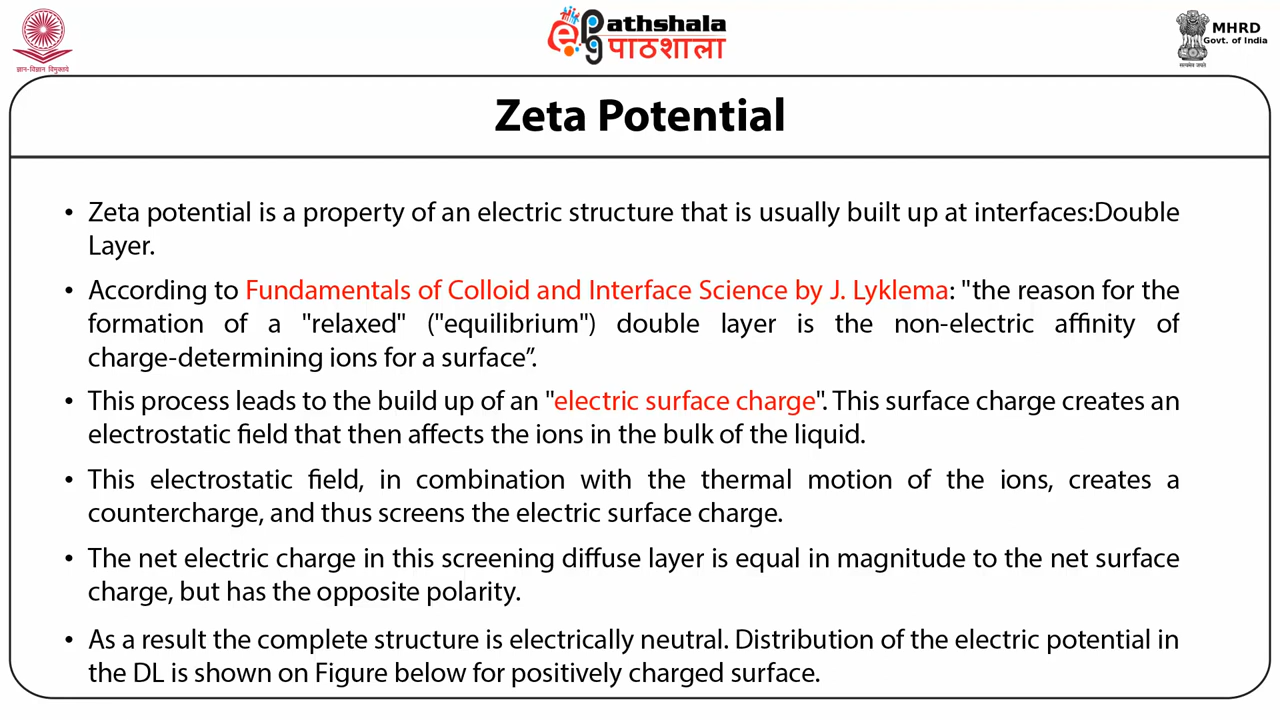 ज्ञान-विज्ञान विमुक्तये
epg athshala
पाठशाला
MHRD
Govt. of India
सत्यमेव जयते
Zeta Potential
• Zeta potential is a property of an electric structure that is usually built up at interfaces:Double
Layer.
• According to Fundamentals of Colloid and Interface Science by J. Lyklema: "the reason for the
formation of a "relaxed" ("equilibrium") double layer is the non-electric affinity of
charge-determining ions for a surface”.
• This process leads to the build up of an "electric surface charge". This surface charge creates an
electrostatic field that then affects the ions in the bulk of the liquid.
• This electrostatic field, in combination with the thermal motion of the ions, creates a
countercharge, and thus screens the electric surface charge.
• The net electric charge in this screening diffuse layer is equal in magnitude to the net surface
charge, but has the opposite polarity.
• As a result the complete structure is electrically neutral. Distribution of the electric potential in
the DL is shown on Figure below for positively charged surface.